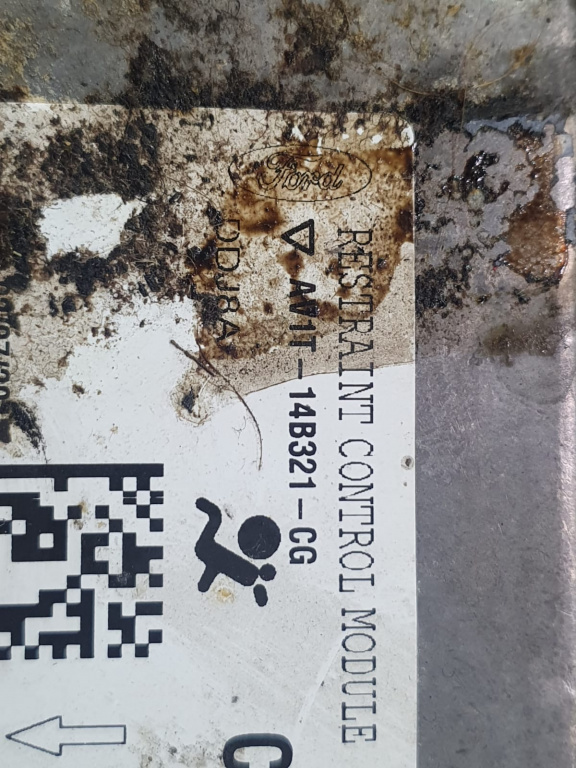 Ford
RESTRAINT CONTROL MODULE
AV1T-14B321-CG
DDJ8A
C